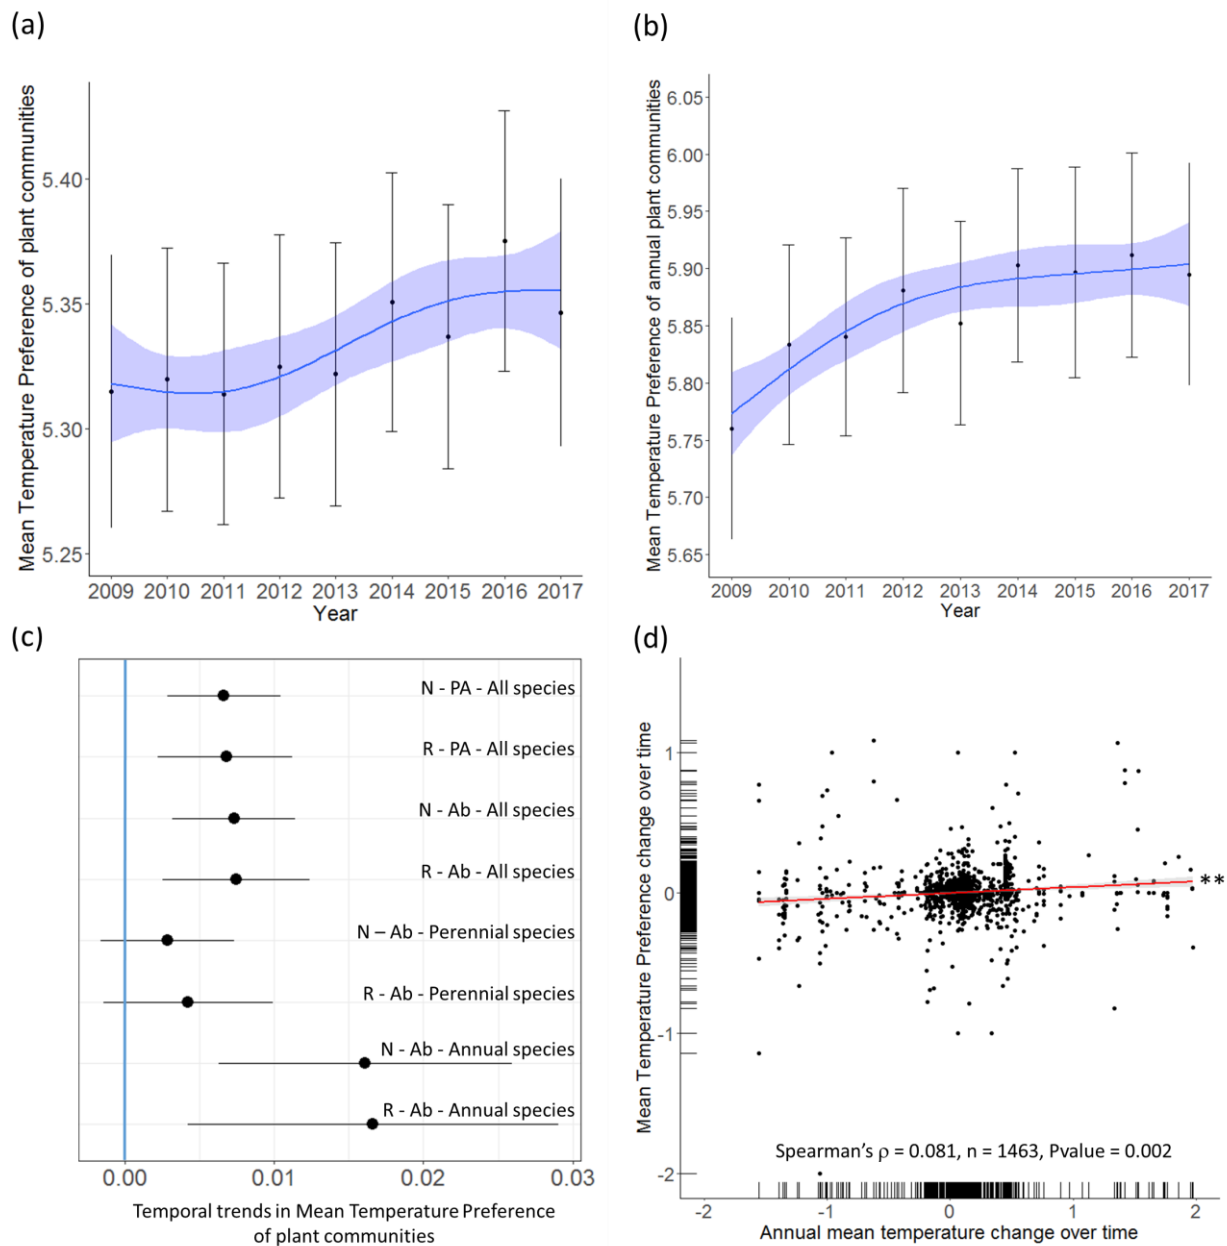 (a)
Mean Temperature Preference of plant communities
5.40
5.35
5.30
5.25
2009 2010 2011 2012 2013 2014 2015 2016 2017
Year
(b)
Mean Temperature Preference of annual plant communities
6.05
6.00
5.95
5.90
5.85
5.80
5.75
5.70
5.65
2009 2010 2011 2012 2013 2014 2015 2016 2017
Year
(c)
N - PA - All species
R - PA - All species
N - Ab - All species
R - Ab - All species
N – Ab - Perennial species
R - Ab - Perennial species
N - Ab - Annual species
R - Ab - Annual species
0.00 0.01 0.02 0.03
Temporal trends in Mean Temperature Preference
of plant communities
(d)
Mean Temperature Preference change over time
1
0
-1
-2
**
Spearman's ρ = 0.081, n = 1463, Pvalue = 0.002
-2 -1 0 1 2
Annual mean temperature change over time